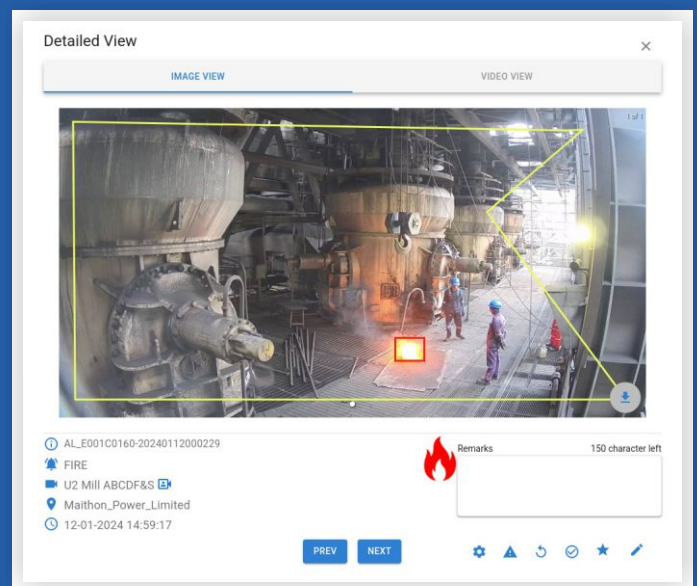 Detailed View
IMAGE VIEW
VIDEO VIEW
1 of 1
AL_E001C0160-20240112000229
FIRE
U2 Mill ABCDF&S
Maithon_Power_Limited
12-01-2024 14:59:17
Remarks
150 character left
PREV
NEXT